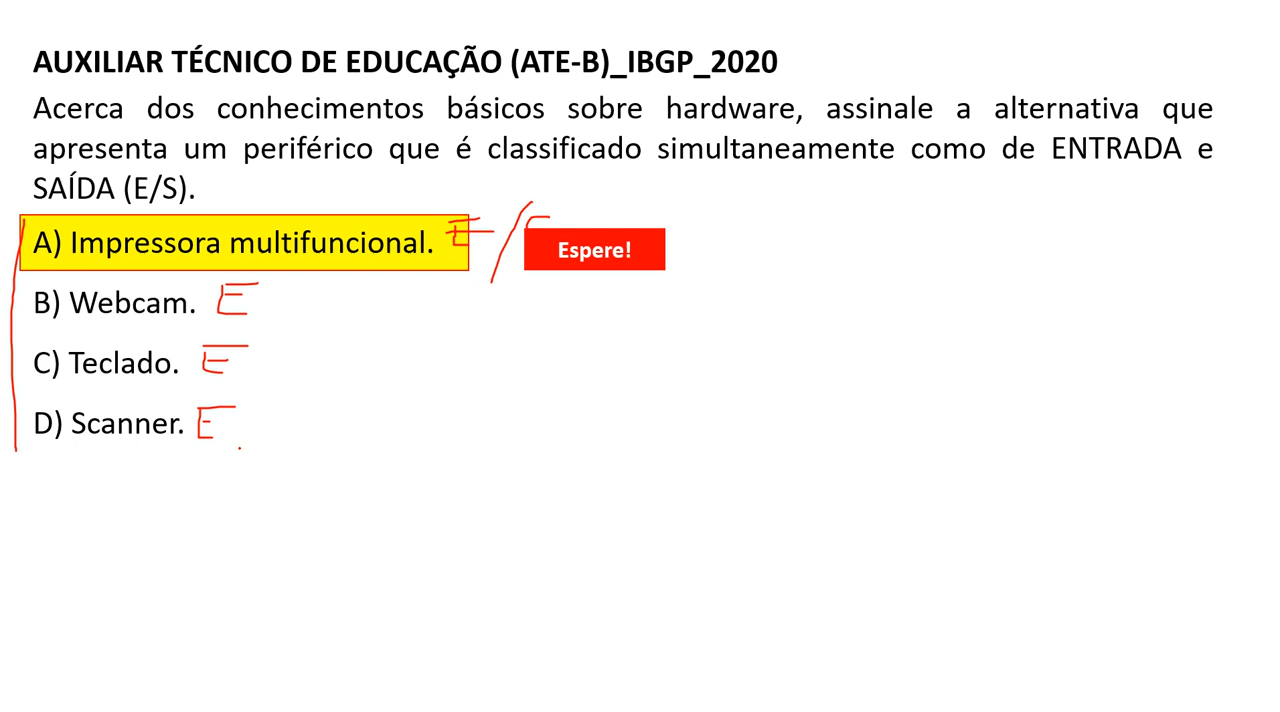 AUXILIAR TÉCNICO DE EDUCAÇÃO (ATE-B)_IBGP_2020
Acerca dos conhecimentos básicos sobre hardware, assinale a alternativa que
apresenta um periférico que é classificado simultaneamente como de ENTRADA e
SAÍDA (E/S).
A) Impressora multifuncional. E /
Espere!
B) Webcam. E
C) Teclado. E
D) Scanner. E